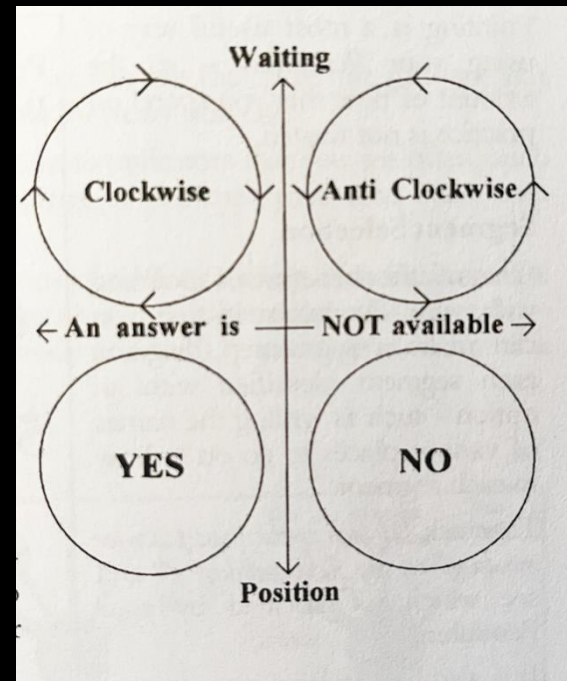 Waiting
Clockwise Anti Clockwise
An answer is NOT available
YES NO
Position